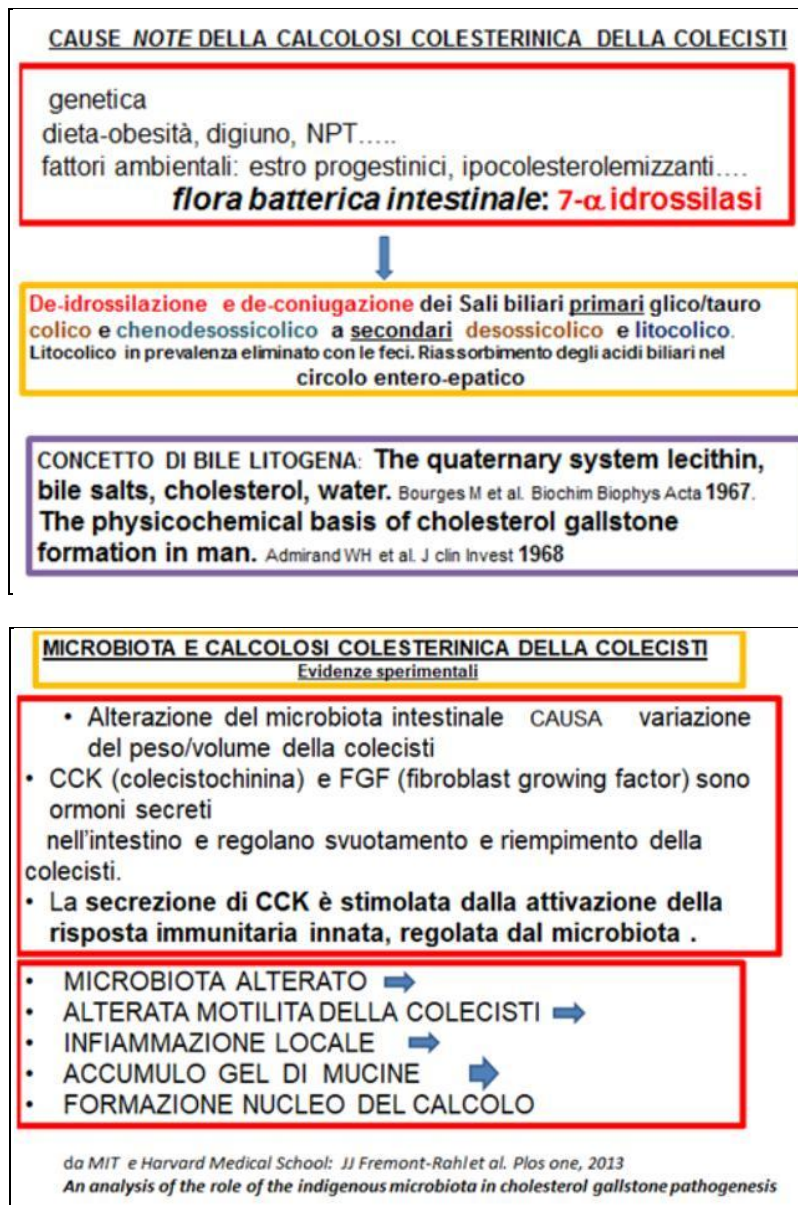 CAUSE NOTE DELLA CALCOLOSI COLESTERINICA DELLA COLECISTI
genetica
dieta-obesità, digiuno, NPT.....
fattori ambientali: estro progestinici, ipocolesterolemizzanti....
flora batterica intestinale: 7-α idrossilasi
De-idrossilazione e de-coniugazione dei Sali biliari primari glico/tauro
colico e chenodesossicolico a secondari desossicolico e litocolico.
Litocolico in prevalenza eliminato con le feci. Riassorbimento degli acidi biliari nel
circolo entero-epatico
CONCETTO DI BILE LITOGENA: The quaternary system lecithin,
bile salts, cholesterol, water. Bourges M et al. Biochim Biophys Acta 1967.
The physicochemical basis of cholesterol gallstone
formation in man. Admirand WH et al. J clin Invest 1968
MICROBIOTA E CALCOLOSI COLESTERINICA DELLA COLECISTI
Evidenze sperimentali
• Alterazione del microbiota intestinale CAUSA variazione
del peso/volume della colecisti
• CCK (colecistochinina) e FGF (fibroblast growing factor) sono
ormoni secreti
nell'intestino e regolano svuotamento e riempimento della
colecisti.
• La secrezione di CCK è stimolata dalla attivazione della
risposta immunitaria innata, regolata dal microbiota .
• MICROBIOTA ALTERATO
• ALTERATA MOTILITA DELLA COLECISTI
• INFIAMMAZIONE LOCALE
• ACCUMULO GEL DI MUCINE
• FORMAZIONE NUCLEO DEL CALCOLO
da MIT e Harvard Medical School: JJ Fremont-Rahl et al. Plos one, 2013
An analysis of the role of the indigenous microbiota in cholesterol gallstone pathogenesis